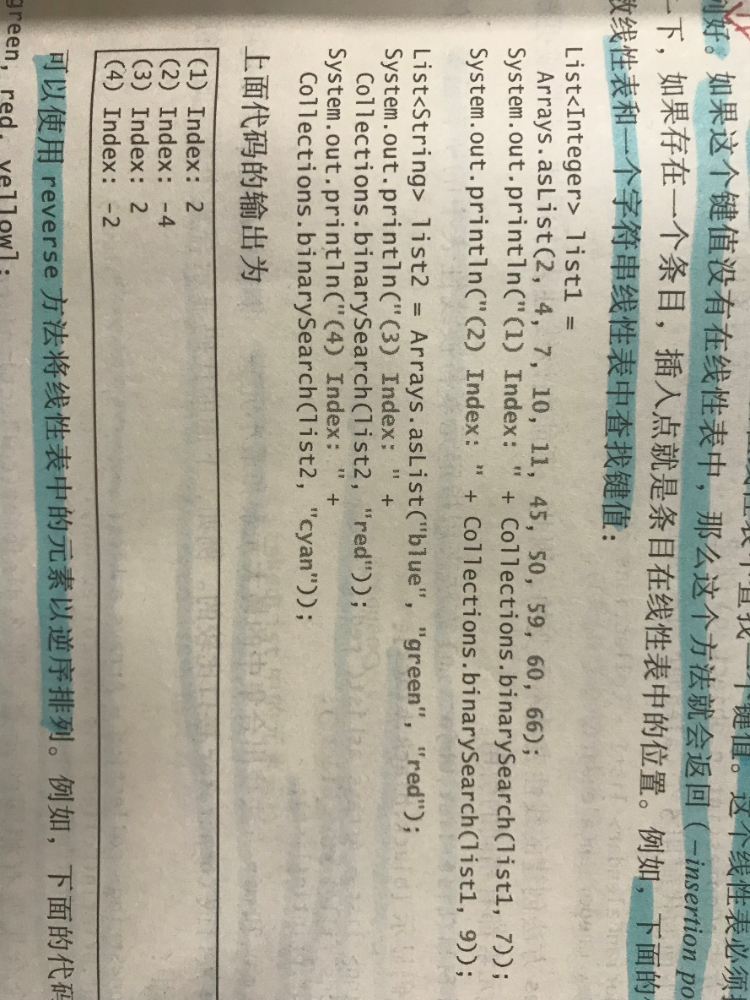 查找一个键值。这个线性表必须
如果这个键值没有在线性表中，那么这个方法就会返回 (-insertion po
一下，如果存在一个条目，插入点就是条目在线性表中的位置。例如，下面的
数线性表和一个字符串线性表中查找键值：
List<Integer> list1 =
Arrays.asList(2, 4, 7, 10, 11, 45, 50, 59, 60, 66);
System.out.println("(1) Index: " + Collections.binarySearch(list1, 7));
System.out.println("(2) Index: " + Collections.binarySearch(list1, 9));
List<String> list2 = Arrays.asList("blue", "green", "red");
System.out.println("(3) Index: " +
Collections.binarySearch(list2, "red"));
System.out.println("(4) Index: " +
Collections.binarySearch(list2, "cyan"));
上面代码的输出为
(1) Index: 2
(2) Index: -4
(3) Index: 2
(4) Index: -2
可以使用 reverse 方法将线性表中的元素以逆序排列。例如，下面的代码
green, red, yellow]: